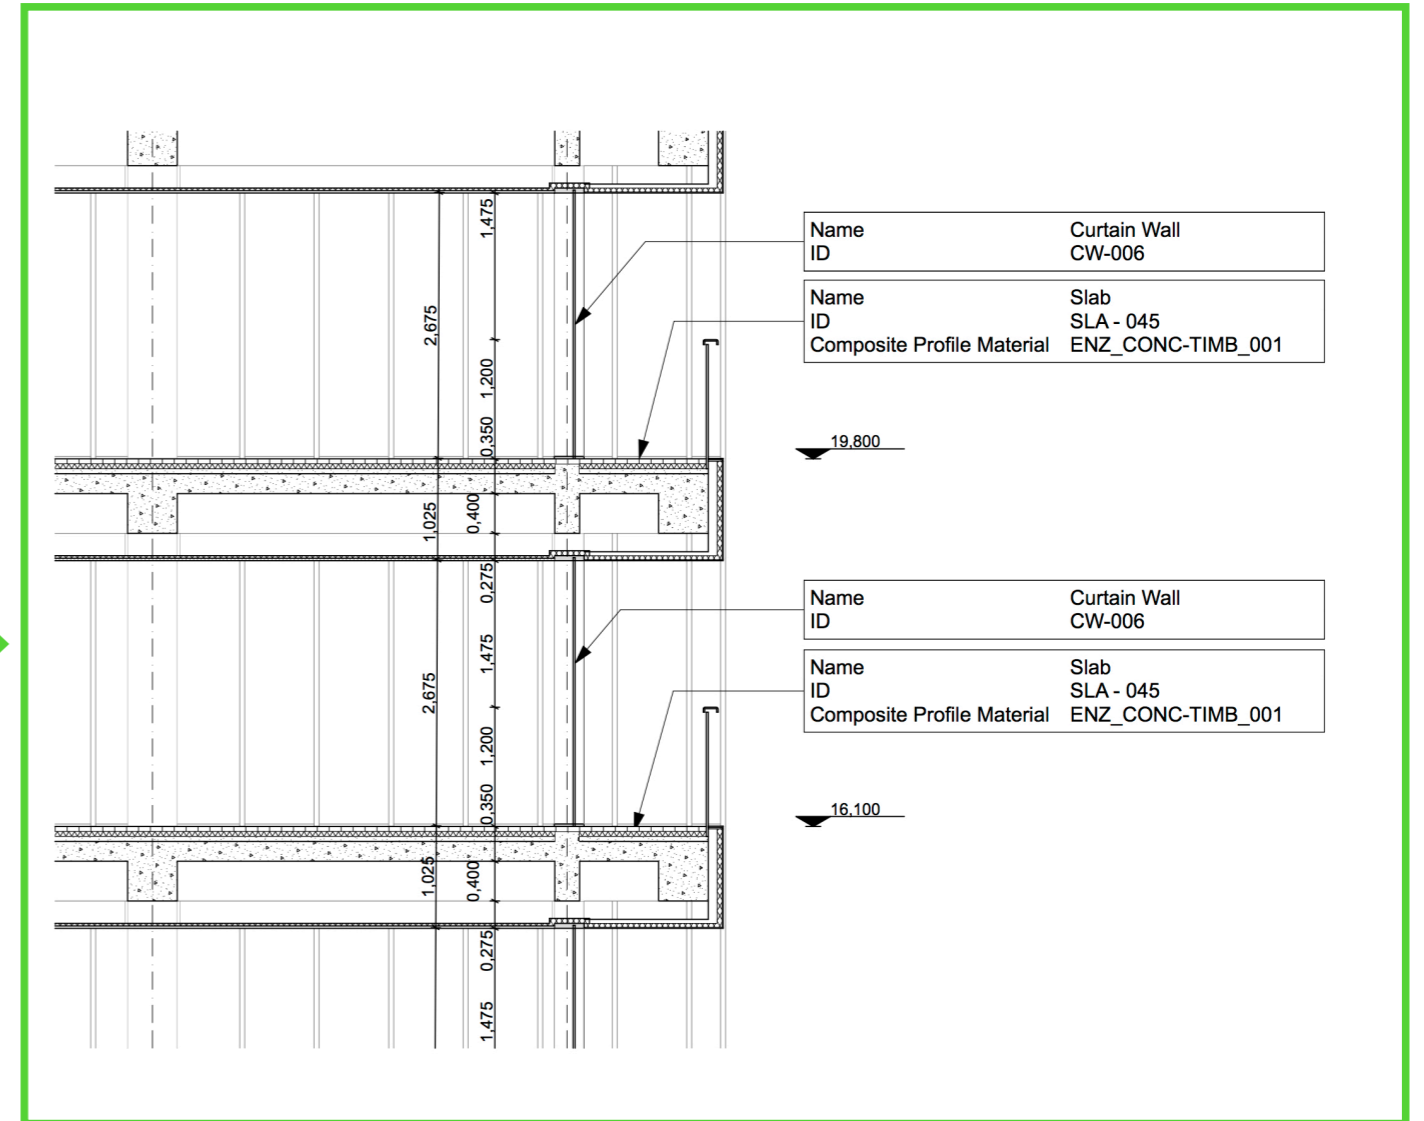 1,475
Name Curtain Wall
ID CW-006
Name Slab
ID SLA - 045
Composite Profile Material ENZ_CONC-TIMB_001
2,675
1,200
0,350
19,800
1,025
0,400
0,275
Name Curtain Wall
ID CW-006
1,475
Name Slab
ID SLA - 045
Composite Profile Material ENZ_CONC-TIMB_001
2,675
1,200
0,350
16,100
1,025
0,400
0,275
1,475